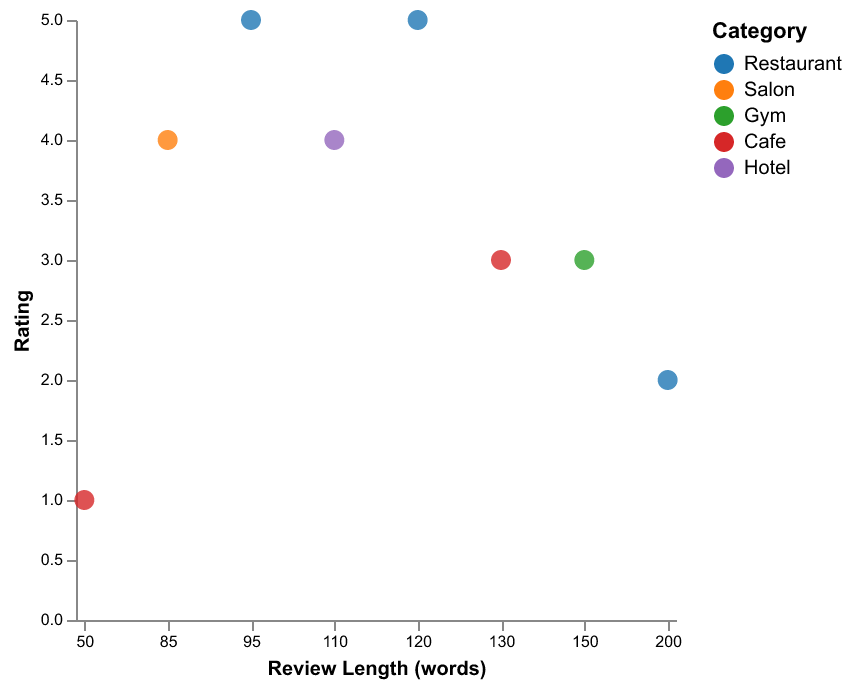 5.0
4.5
4.0
3.5
3.0
2.5
2.0
1.5
1.0
0.5
0.0
Rating
50 85 95 110 120 130 150 200
Review Length (words)
Category
Restaurant
Salon
Gym
Cafe
Hotel